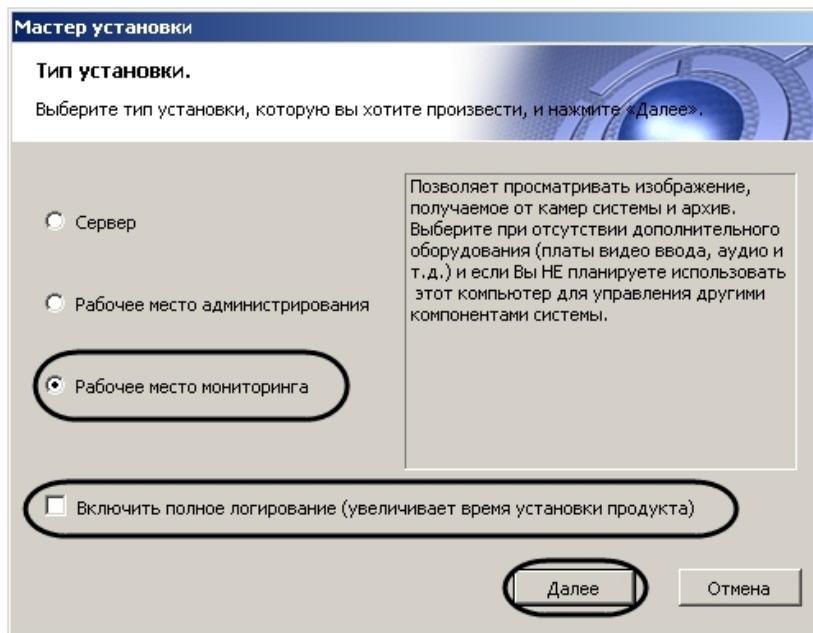 Мастер установки
Тип установки.
Выберите тип установки, которую вы хотите произвести, и нажмите «Далее».
Сервер
Рабочее место администрирования
Рабочее место мониторинга
Позволяет просматривать изображение,
получаемое от камер системы и архив.
Выберите при отсутствии дополнительного
оборудования (платы видео ввода, аудио и
т.д.) и если Вы НЕ планируете использовать
этот компьютер для управления другими
компонентами системы.
Включить полное логирование (увеличивает время установки продукта)
Далее
Отмена